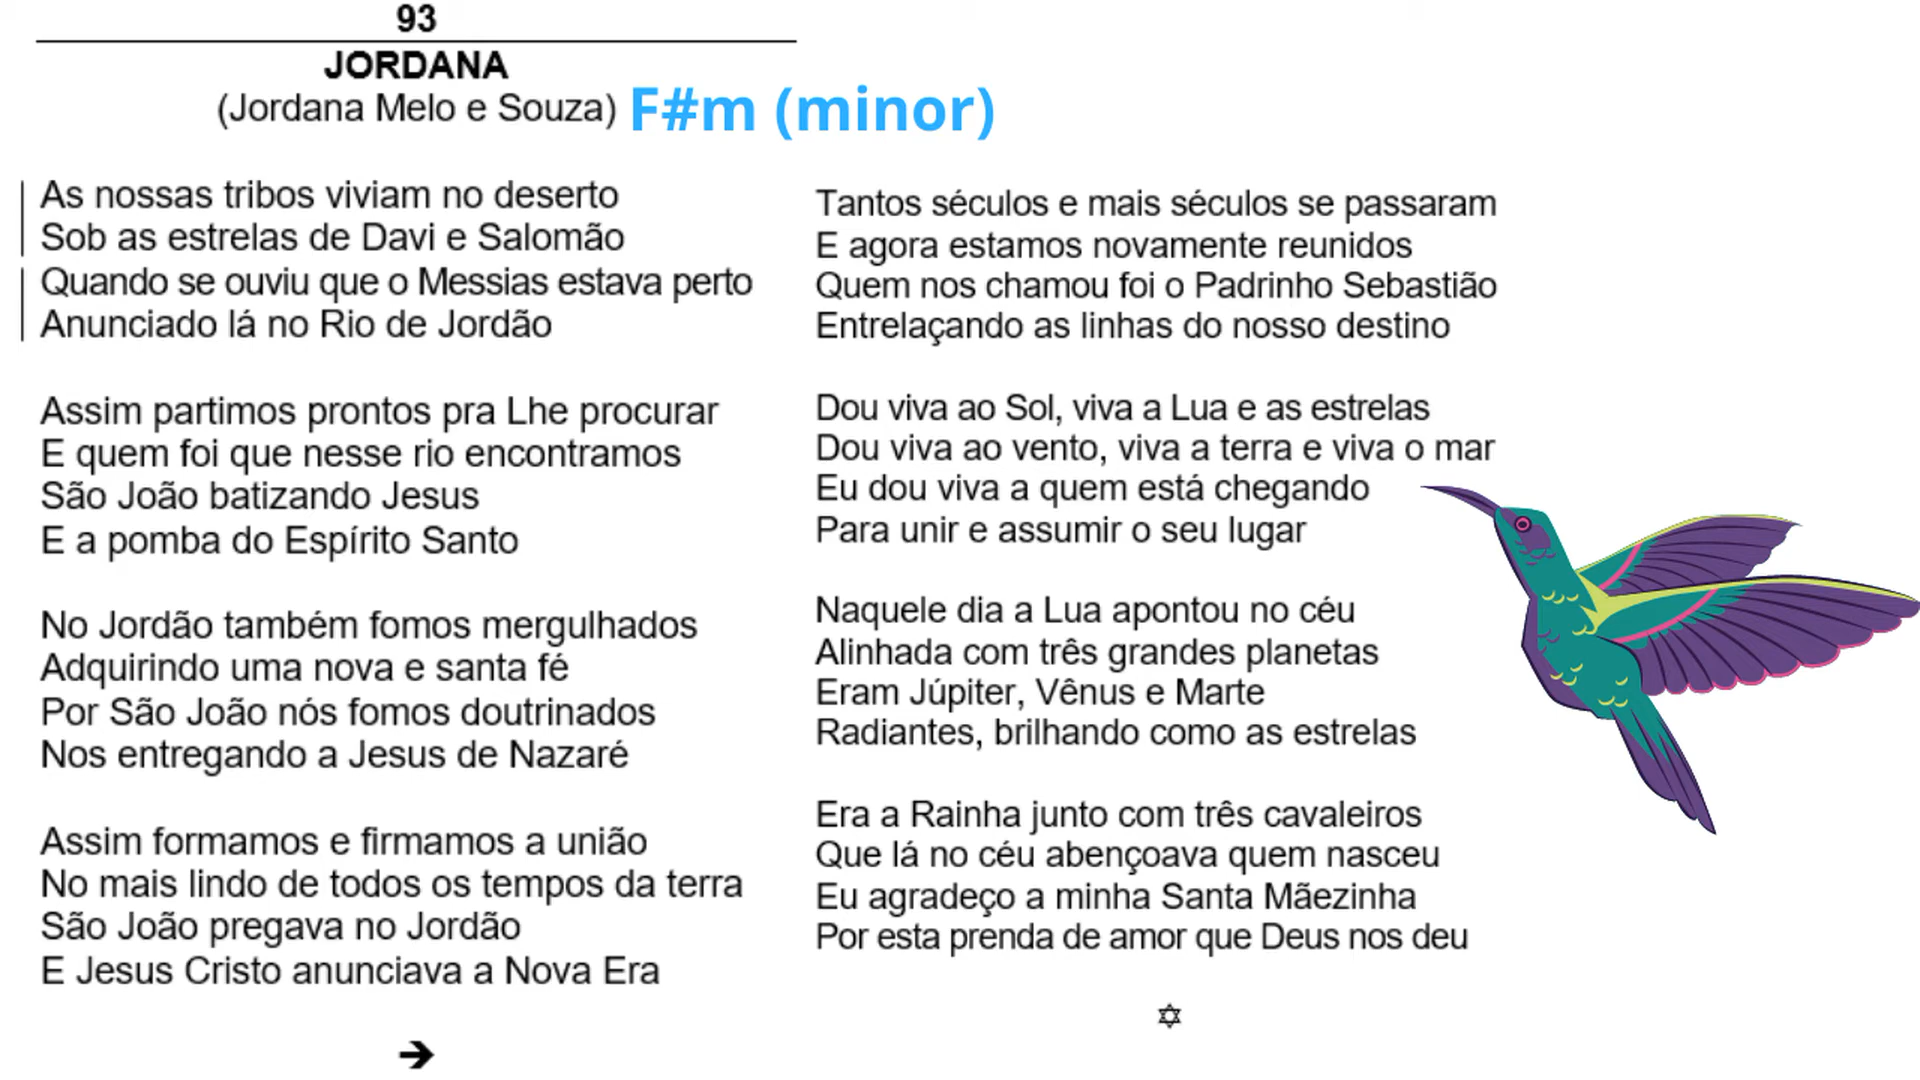 93
JORDANA
(Jordana Melo e Souza) F#m (minor)
As nossas tribos viviam no deserto
Sob as estrelas de Davi e Salomão
Quando se ouviu que o Messias estava perto
Anunciado lá no Rio de Jordão
Assim partimos prontos pra Lhe procurar
E quem foi que nesse rio encontramos
São João batizando Jesus
E a pomba do Espírito Santo
No Jordão também fomos mergulhados
Adquirindo uma nova e santa fé
Por São João nós fomos doutrinados
Nos entregando a Jesus de Nazaré
Assim formamos e firmamos a união
No mais lindo de todos os tempos da terra
São João pregava no Jordão
E Jesus Cristo anunciava a Nova Era
Tantos séculos e mais séculos se passaram
E agora estamos novamente reunidos
Quem nos chamou foi o Padrinho Sebastião
Entrelaçando as linhas do nosso destino
Dou viva ao Sol, viva a Lua e as estrelas
Dou viva ao vento, viva a terra e viva o mar
Eu dou viva a quem está chegando
Para unir e assumir o seu lugar
Naquele dia a Lua apontou no céu
Alinhada com três grandes planetas
Eram Júpiter, Vênus e Marte
Radiantes, brilhando como as estrelas
Era a Rainha junto com três cavaleiros
Que lá no céu abençoava quem nasceu
Eu agradeço a minha Santa Mãezinha
Por esta prenda de amor que Deus nos deu